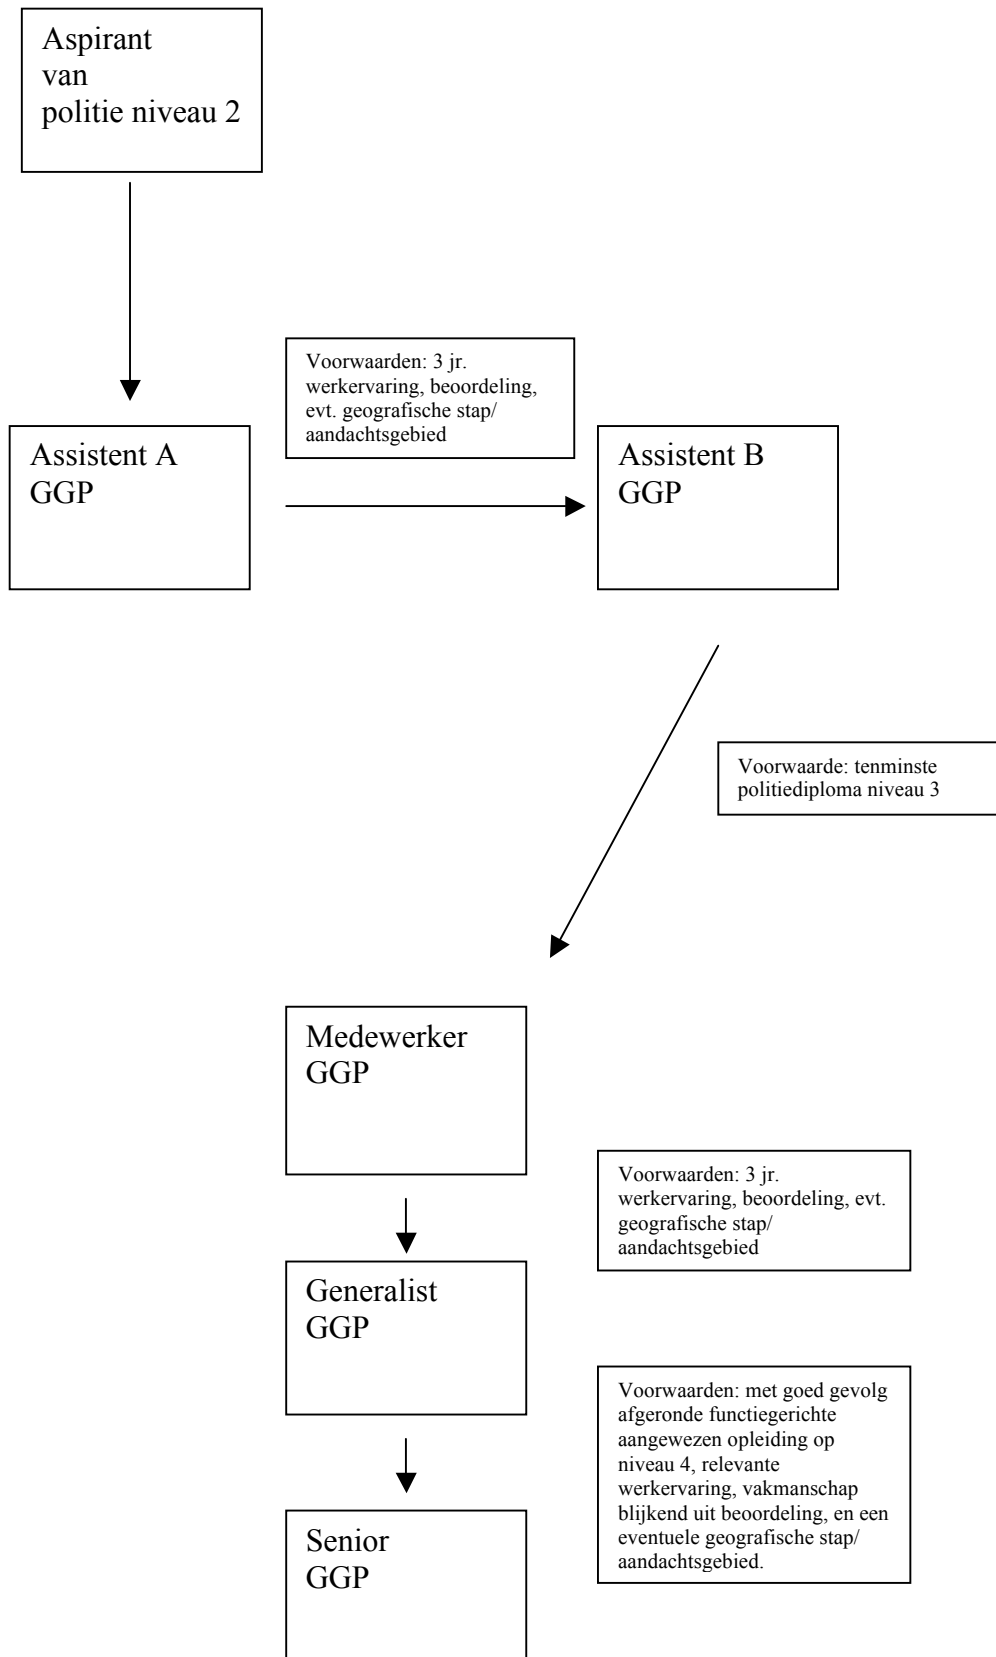 Aspirant
van
politie niveau 2
Voorwaarden: 3 jr.
werkervaring, beoordeling,
evt. geografische stap/
aandachtsgebied
Assistent A
GGP
Assistent B
GGP
Voorwaarde: tenminste
politiediploma niveau 3
Medewerker
GGP
Voorwaarden: 3 jr.
werkervaring, beoordeling, evt.
geografische stap/
aandachtsgebied
Generalist
GGP
Voorwaarden: met goed gevolg
afgeronde functiegerichte
aangewezen opleiding op
niveau 4, relevante
werkervaring, vakmanschap
blijkend uit beoordeling, en een
eventuele geografische stap/
aandachtsgebied.
Senior
GGP